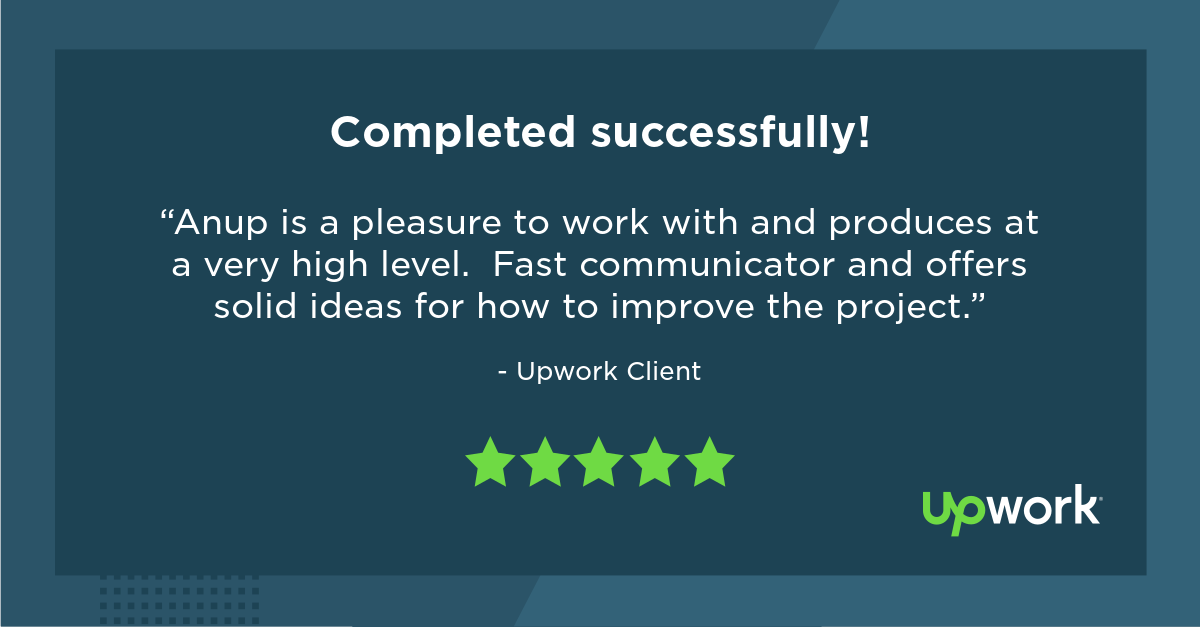 Completed successfully!
“Anup is a pleasure to work with and produces at
a very high level.  Fast communicator and offers
solid ideas for how to improve the project.”
- Upwork Client
upwork